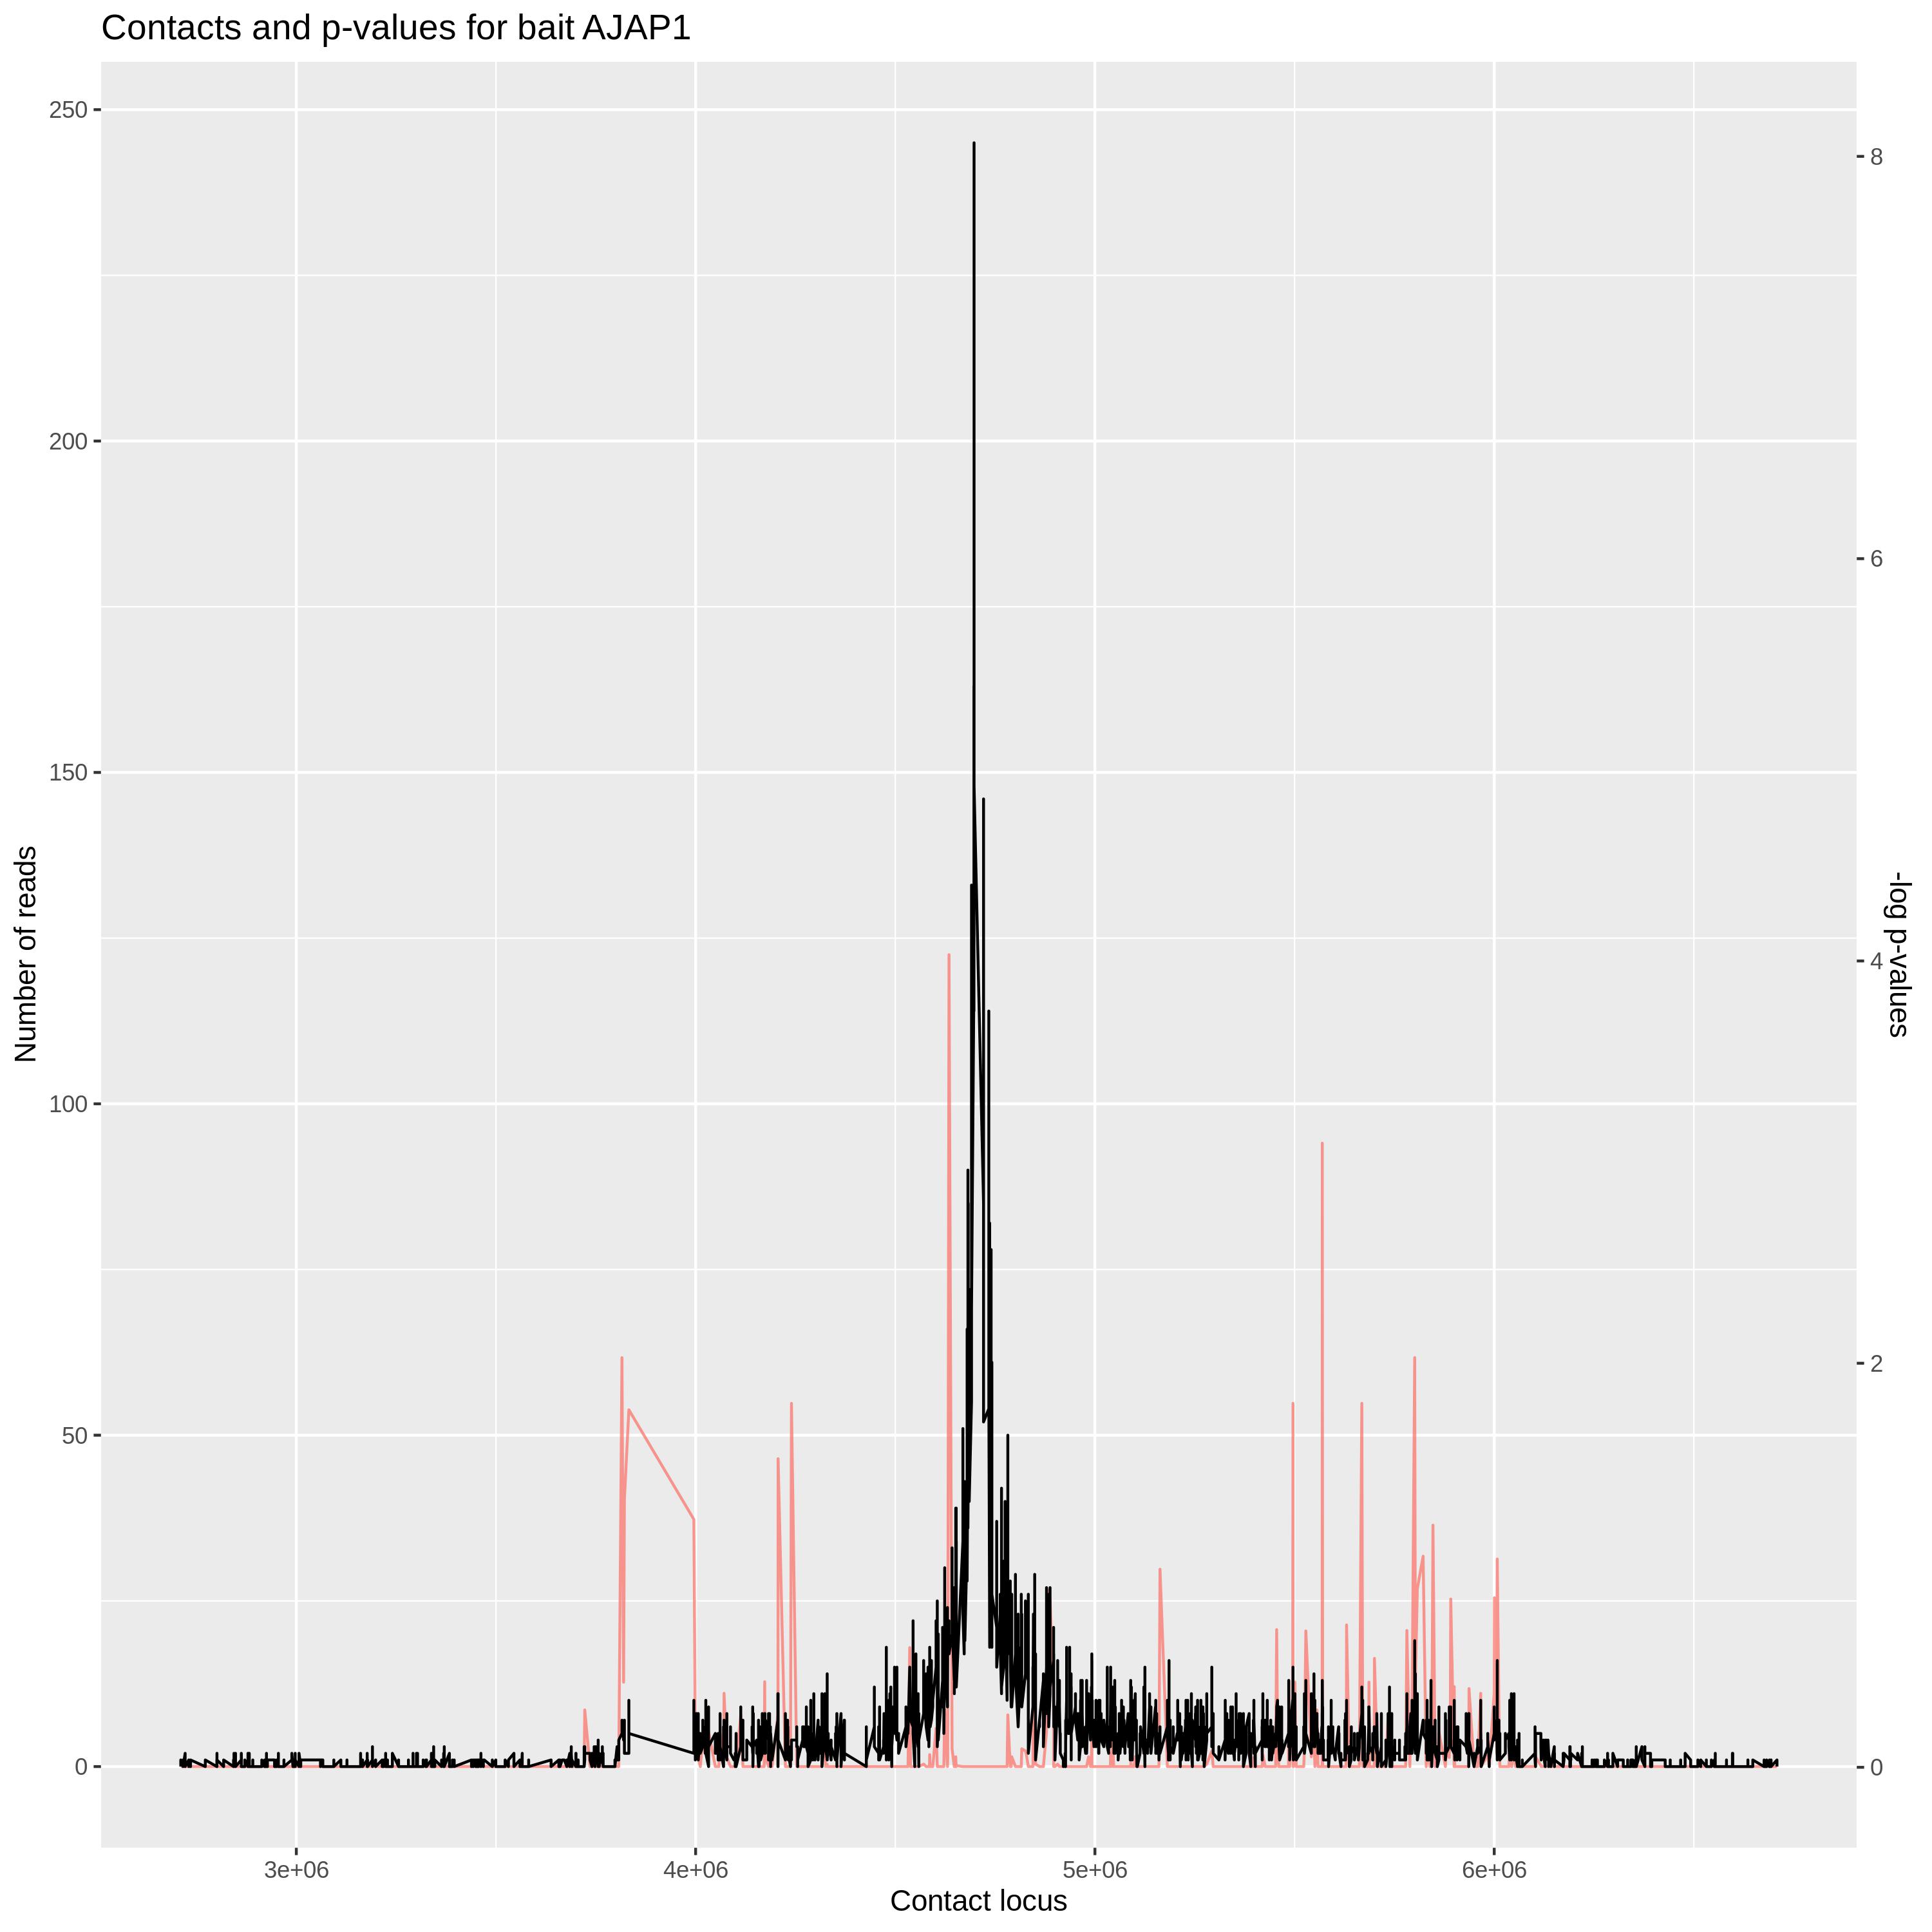 Contacts and p-values for bait AJAP1
250
200
150
100
50
0
Number of reads
8
6
4
2
0
-log p-values
3e+06
4e+06
5e+06
6e+06
Contact locus